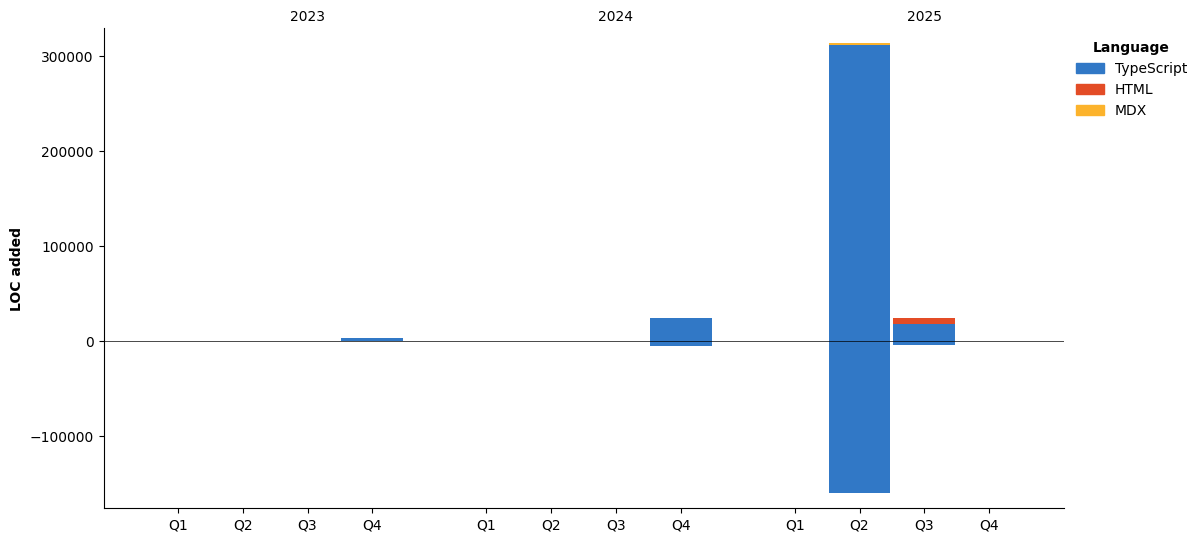 2023 2024 2025
Language
TypeScript
HTML
MDX
LOC added
300000
200000
100000
0
−100000
Q1 Q2 Q3 Q4 Q1 Q2 Q3 Q4 Q1 Q2 Q3 Q4